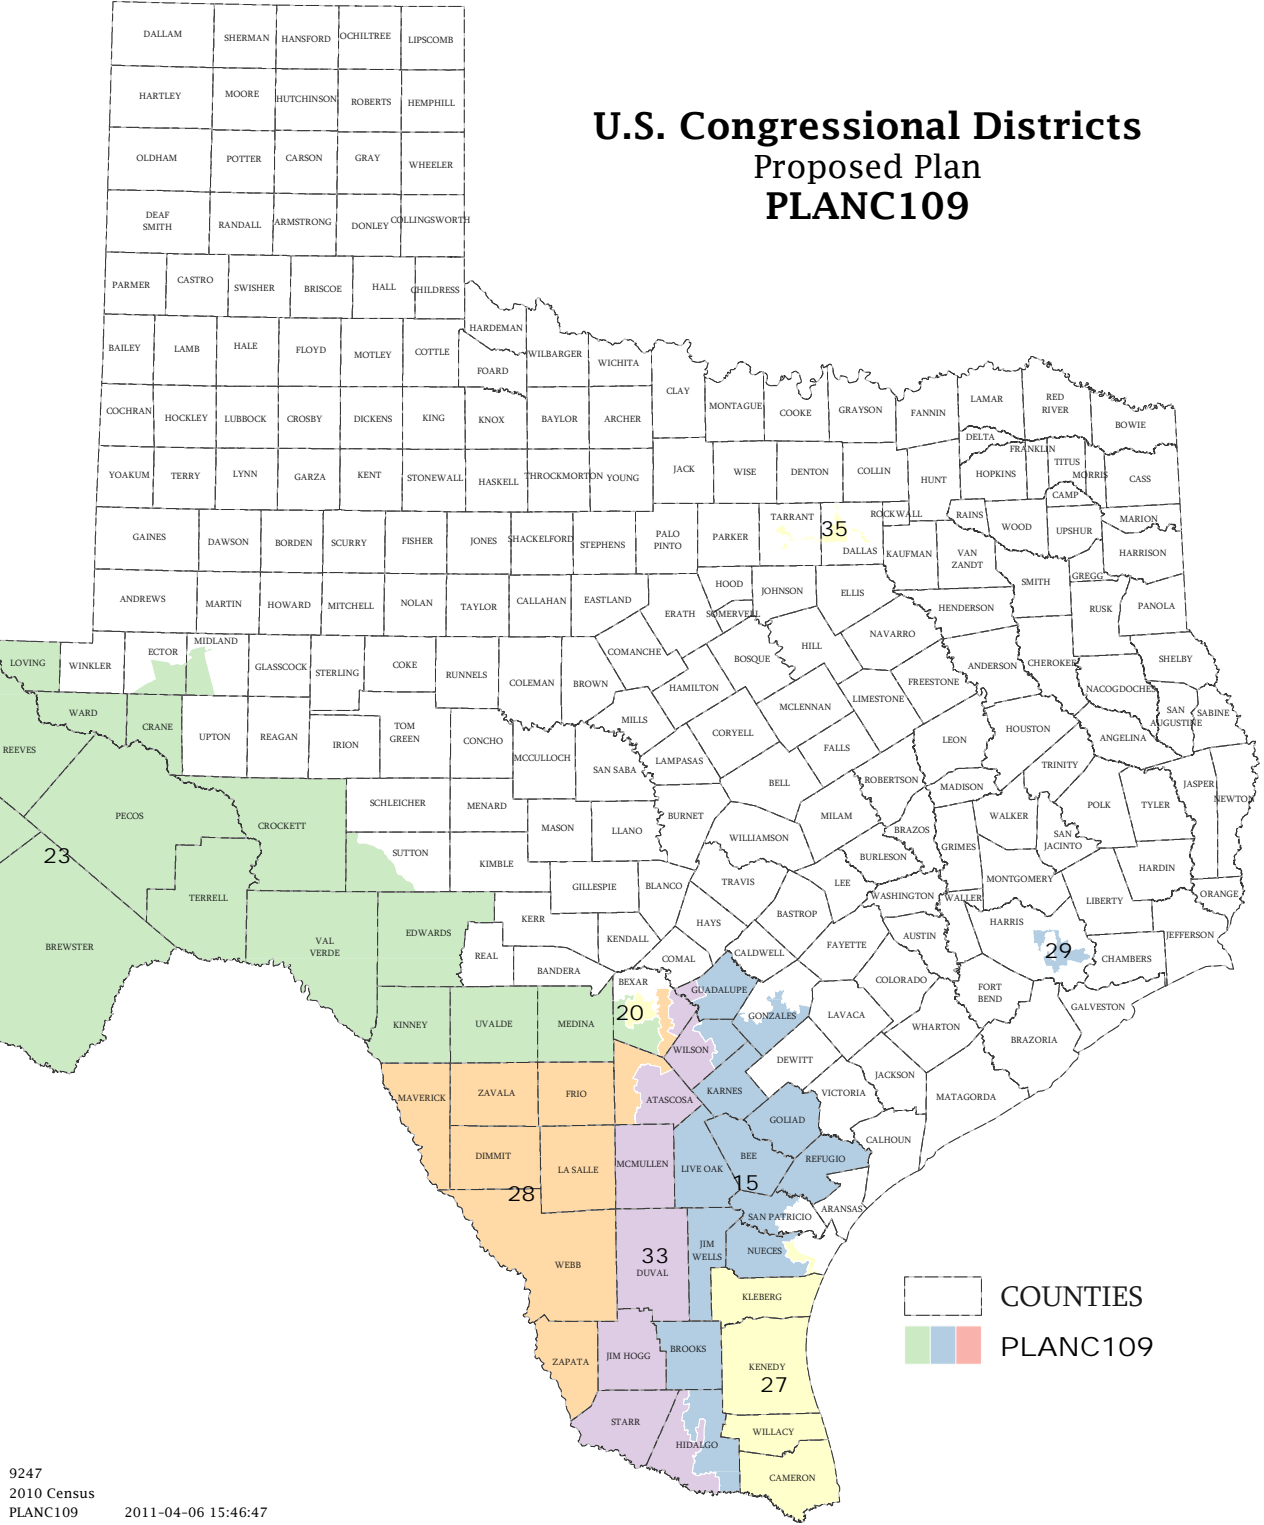 U.S. Congressional Districts
Proposed Plan
PLANC109
DALLAM
SHERMAN
HANSFORD
OCHILTREE
LIPSCOMB
HARTLEY
MOORE
HUTCHINSON
ROBERTS
HEMPHILL
OLDHAM
POTTER
CARSON
GRAY
WHEELER
DEAF
SMITH
RANDALL
ARMSTRONG
DONLEY
COLLINGSWORTH
PARMER
CASTRO
SWISHER
BRISCOE
HALL
CHILDRESS
HARDEMAN
BAILEY
LAMB
HALE
FLOYD
MOTLEY
COTTLE
FOARD
WILBARGER
WICHITA
CLAY
COCHRAN
HOCKLEY
LUBBOCK
CROSBY
DICKENS
KING
KNOX
BAYLOR
ARCHER
MONTAGUE
COOKE
GRAYSON
FANNIN
LAMAR
RED
RIVER
BOWIE
DELTA
FRANKLIN
TITUS
MORRIS
CASS
YOAKUM
TERRY
LYNN
GARZA
KENT
STONEWALL
HASKELL
THROCKMORTON
YOUNG
JACK
WISE
DENTON
COLLIN
HUNT
HOPKINS
CAMP
GAINES
DAWSON
BORDEN
SCURRY
FISHER
JONES
SHACKELFORD
STEPHENS
PALO
PINTO
PARKER
TARRANT
35
DALLAS
ROCKWALL
KAUFMAN
RAINS
VAN
ZANDT
WOOD
UPSHUR
MARION
HARRISON
GREGG
SMITH
ANDREWS
MARTIN
HOWARD
MITCHELL
NOLAN
TAYLOR
CALLAHAN
EASTLAND
ERATH
HOOD
SOMERVELL
JOHNSON
ELLIS
HENDERSON
RUSK
PANOLA
LOVING
WINKLER
ECTOR
MIDLAND
GLASSCOCK
STERLING
COKE
RUNNELS
COLEMAN
BROWN
COMANCHE
HAMILTON
BOSQUE
HILL
NAVARRO
FREESTONE
ANDERSON
CHEROKEE
NACOGDOCHES
SHELBY
SAN
AUGUSTINE
SABINE
WARD
CRANE
UPTON
REAGAN
IRION
TOM
GREEN
CONCHO
MCCULLOCH
SAN SABA
MILLS
LAMPASAS
CORYELL
MCLENNAN
LIMESTONE
FALLS
LEON
HOUSTON
ANGELINA
TRINITY
REEVES
PECOS
CROCKETT
SCHLEICHER
MENARD
MASON
LLANO
BURNET
BELL
MILAM
ROBERTSON
MADISON
WALKER
POLK
TYLER
JASPER
NEWTON
23
TERRELL
SUTTON
KIMBLE
GILLESPIE
BLANCO
WILLIAMSON
TRAVIS
LEE
BURLESON
BRAZOS
GRIMES
SAN
JACINTO
MONTGOMERY
HARDIN
LIBERTY
ORANGE
JEFFERSON
BREWSTER
VAL
VERDE
EDWARDS
KERR
REAL
BANDERA
KENDALL
COMAL
HAYS
BASTROP
CALDWELL
FAYETTE
WASHINGTON
AUSTIN
WALLER
HARRIS
29
CHAMBERS
KINNEY
UVALDE
MEDINA
BEXAR
20
GUADALUPE
GONZALES
LAVACA
COLORADO
FORT
BEND
GALVESTON
WHARTON
BRAZORIA
MAVERICK
ZAVALA
FRIO
ATASCOSA
WILSON
KARNES
DEWITT
VICTORIA
JACKSON
MATAGORDA
GOLIAD
CALHOUN
DIMMIT
LA SALLE
MCMULLEN
LIVE OAK
BEE
REFUGIO
28
15
SAN PATRICIO
ARANSAS
WEBB
33
DUVAL
JIM
WELLS
NUECES
KLEBERG
ZAPATA
JIM HOGG
BROOKS
KENEDY
27
STARR
HIDALGO
WILLACY
CAMERON
COUNTIES
PLANC109
9247
2010 Census
PLANC109 2011-04-06 15:46:47